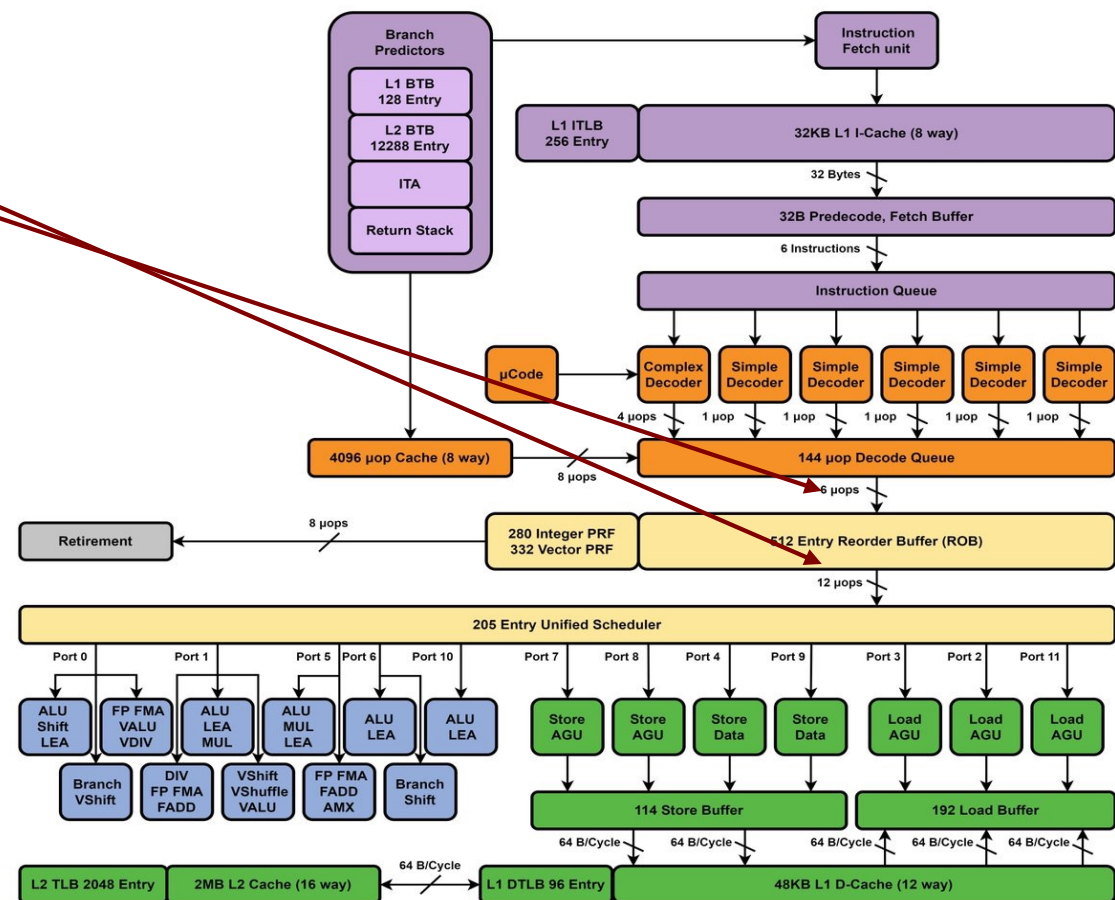 Branch
Predictors
L1 BTB
128 Entry
L2 BTB
12288 Entry
ITA
Return Stack
Instruction
Fetch unit
L1 ITLB
256 Entry
32KB L1 I-Cache (8 way)
32 Bytes
32B Predecode, Fetch Buffer
6 Instructions
Instruction Queue
µCode
Complex
Decoder
Simple
Decoder
Simple
Decoder
Simple
Decoder
Simple
Decoder
Simple
Decoder
4 µops
1 µop
1 µop
1 µop
1 µop
1 µop
4096 µop Cache (8 way)
8 µops
144 µop Decode Queue
6 µops
Retirement
8 µops
280 Integer PRF
332 Vector PRF
512 Entry Reorder Buffer (ROB)
12 µops
205 Entry Unified Scheduler
Port 0
Port 1
Port 5
Port 6
Port 10
Port 7
Port 8
Port 4
Port 9
Port 3
Port 2
Port 11
ALU
Shift
LEA
FP FMA
VALU
VDIV
ALU
LEA
MUL
ALU
MUL
LEA
ALU
LEA
ALU
LEA
Store
AGU
Store
AGU
Store
Data
Store
Data
Load
AGU
Load
AGU
Load
AGU
Branch
VShift
DIV
FP FMA
FADD
VShift
VShuffle
VALU
FP FMA
FADD
AMX
Branch
Shift
114 Store Buffer
192 Load Buffer
64 B/Cycle
64 B/Cycle
64 B/Cycle
64 B/Cycle
64 B/Cycle
L2 TLB 2048 Entry
2MB L2 Cache (16 way)
64 B/Cycle
L1 DTLB 96 Entry
48KB L1 D-Cache (12 way)